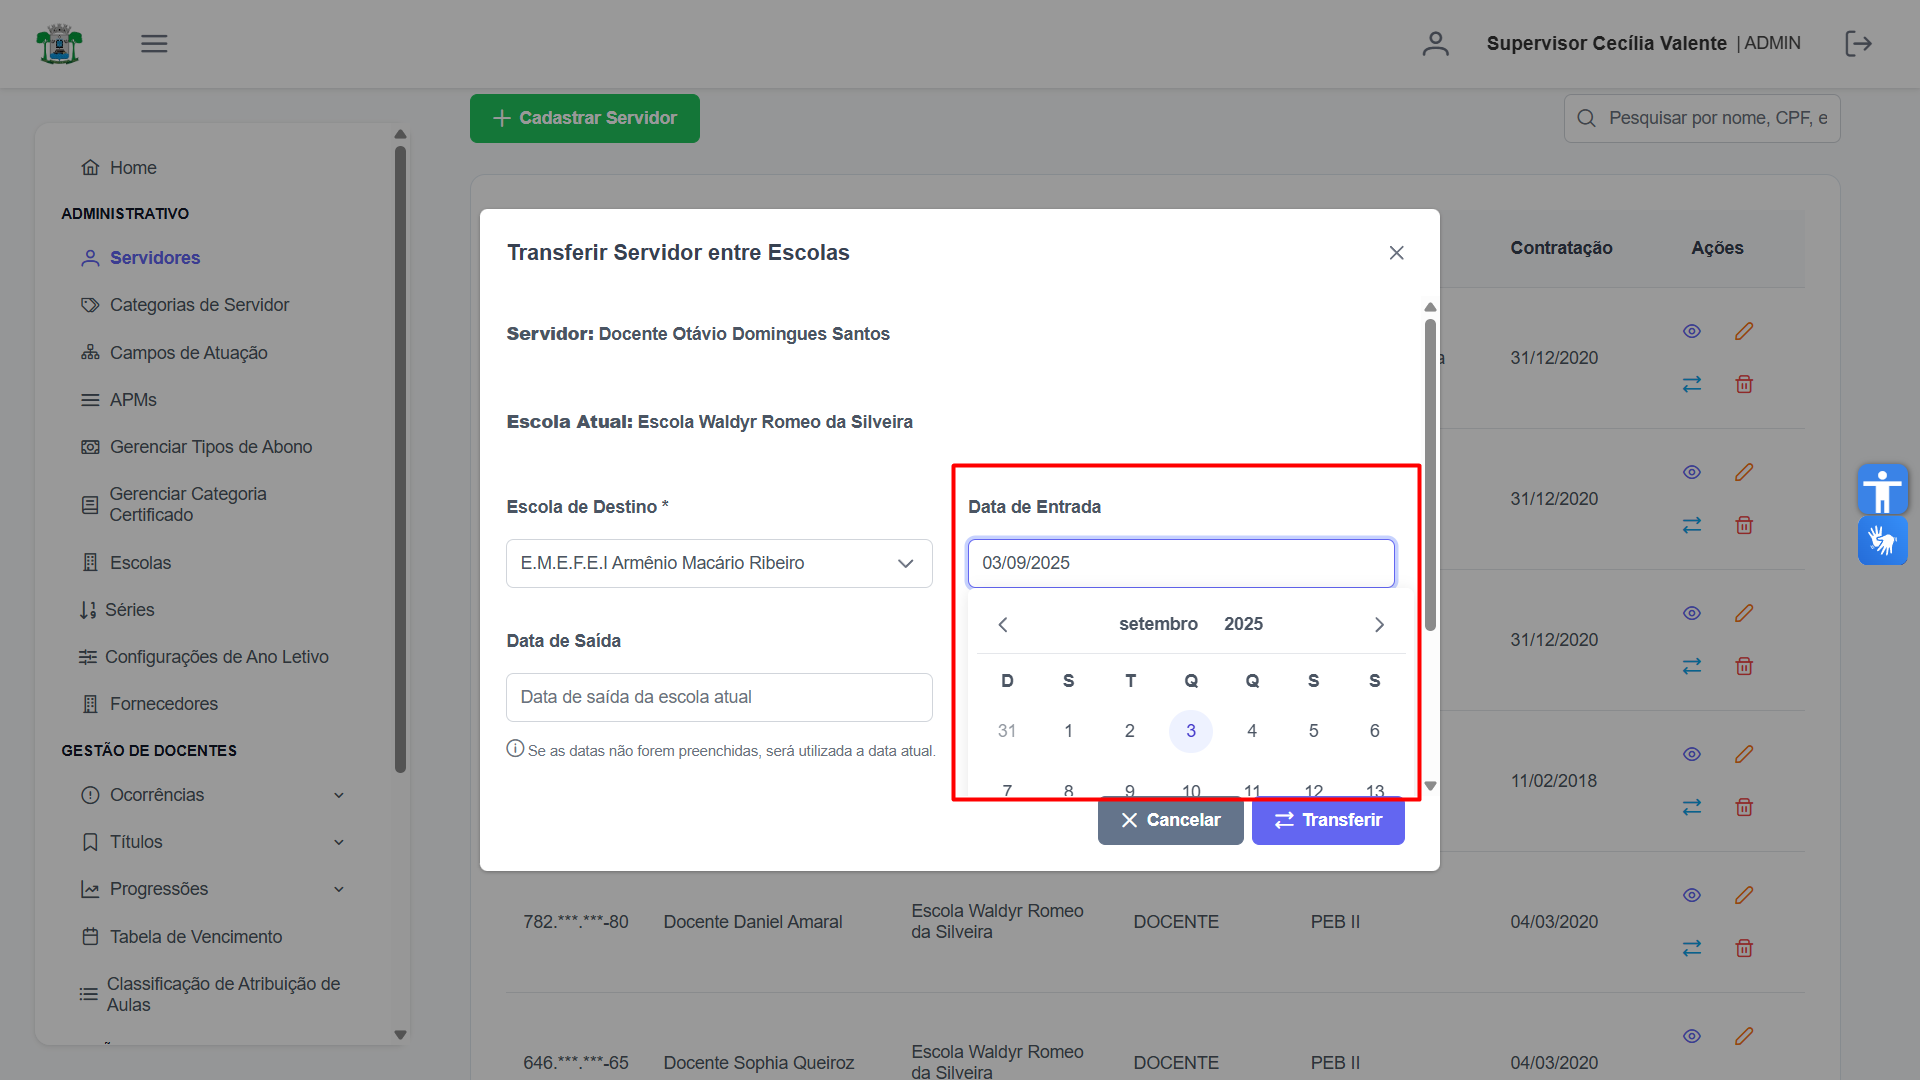 Supervisor Cecília Valente | ADMIN
Cadastrar Servidor
Pesquisar por nome, CPF, e
Home
ADMINISTRATIVO
Servidores
Categorias de Servidor
Campos de Atuação
APMs
Gerenciar Tipos de Abono
Gerenciar Categoria
Certificado
Escolas
Séries
Configurações de Ano Letivo
Fornecedores
GESTÃO DE DOCENTES
Ocorrências
Títulos
Progressões
Tabela de Vencimento
Classificação de Atribuição de
Aulas
Transferir Servidor entre Escolas
Servidor: Docente Otávio Domingues Santos
Escola Atual: Escola Waldyr Romeo da Silveira
Escola de Destino *
E.M.E.F.E.I Armênio Macário Ribeiro
Data de Entrada
03/09/2025
setembro 2025
D S T Q Q S S
31 1 2 3 4 5 6
7 8 9 10 11 12 13
Data de Saída
Data de saída da escola atual
Se as datas não forem preenchidas, será utilizada a data atual.
Cancelar
Transferir
Contratação Ações
a 31/12/2020
31/12/2020
31/12/2020
11/02/2018
782.***.***-80 Docente Daniel Amaral Escola Waldyr Romeo da Silveira DOCENTE PEB II 04/03/2020
646.***.***-65 Docente Sophia Queiroz Escola Waldyr Romeo da Silveira DOCENTE PEB II 04/03/2020